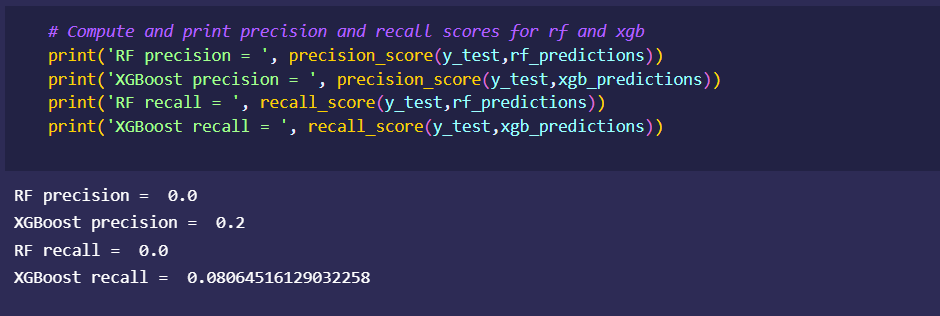 # Compute and print precision and recall scores for rf and xgb
print('RF precision = ', precision_score(y_test,rf_predictions))
print('XGBoost precision = ', precision_score(y_test,xgb_predictions))
print('RF recall = ', recall_score(y_test,rf_predictions))
print('XGBoost recall = ', recall_score(y_test,xgb_predictions))
RF precision =  0.0
XGBoost precision =  0.2
RF recall =  0.0
XGBoost recall =  0.08064516129032258